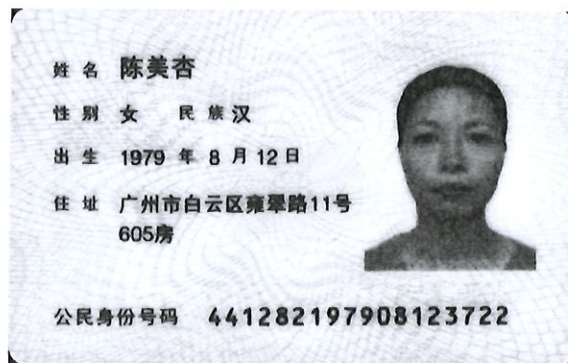 姓名 陈美杏
性别 女 民族 汉
出生 1979 年 8 月 12 日
住址 广州市白云区雍翠路11号
605房
公民身份号码 441282197908123722